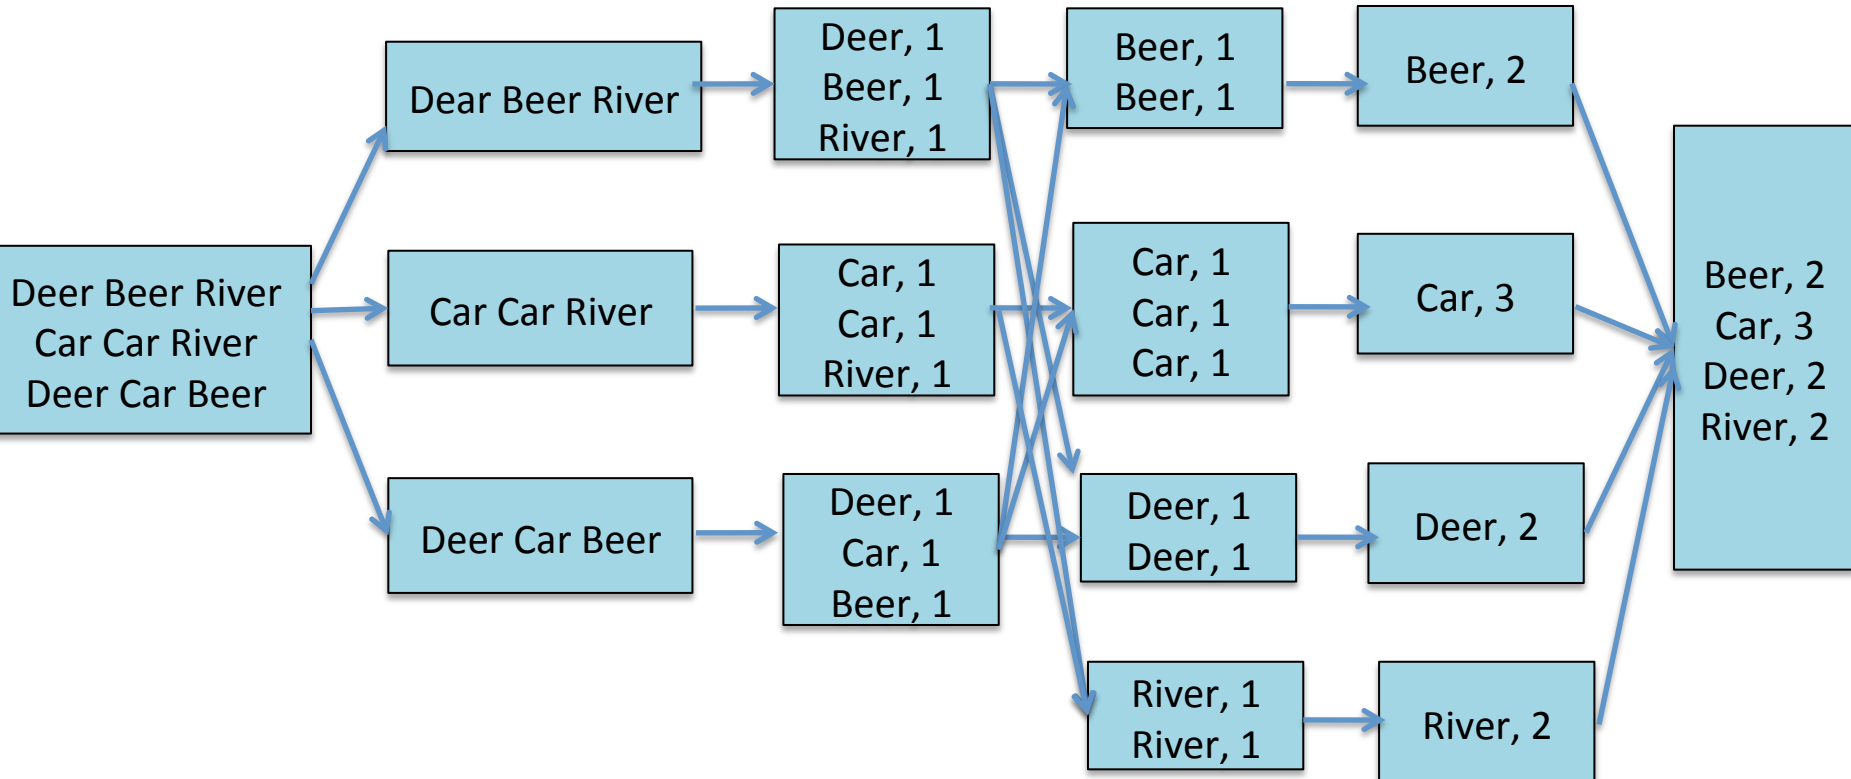 Deer Beer River
Car Car River
Deer Car Beer
Dear Beer River
Car Car River
Deer Car Beer
Deer, 1
Beer, 1
River, 1
Car, 1
Car, 1
River, 1
Deer, 1
Car, 1
Beer, 1
Beer, 1
Beer, 1
Car, 1
Car, 1
Car, 1
Deer, 1
Deer, 1
River, 1
River, 1
Beer, 2
Car, 3
Deer, 2
River, 2
Beer, 2
Car, 3
Deer, 2
River, 2